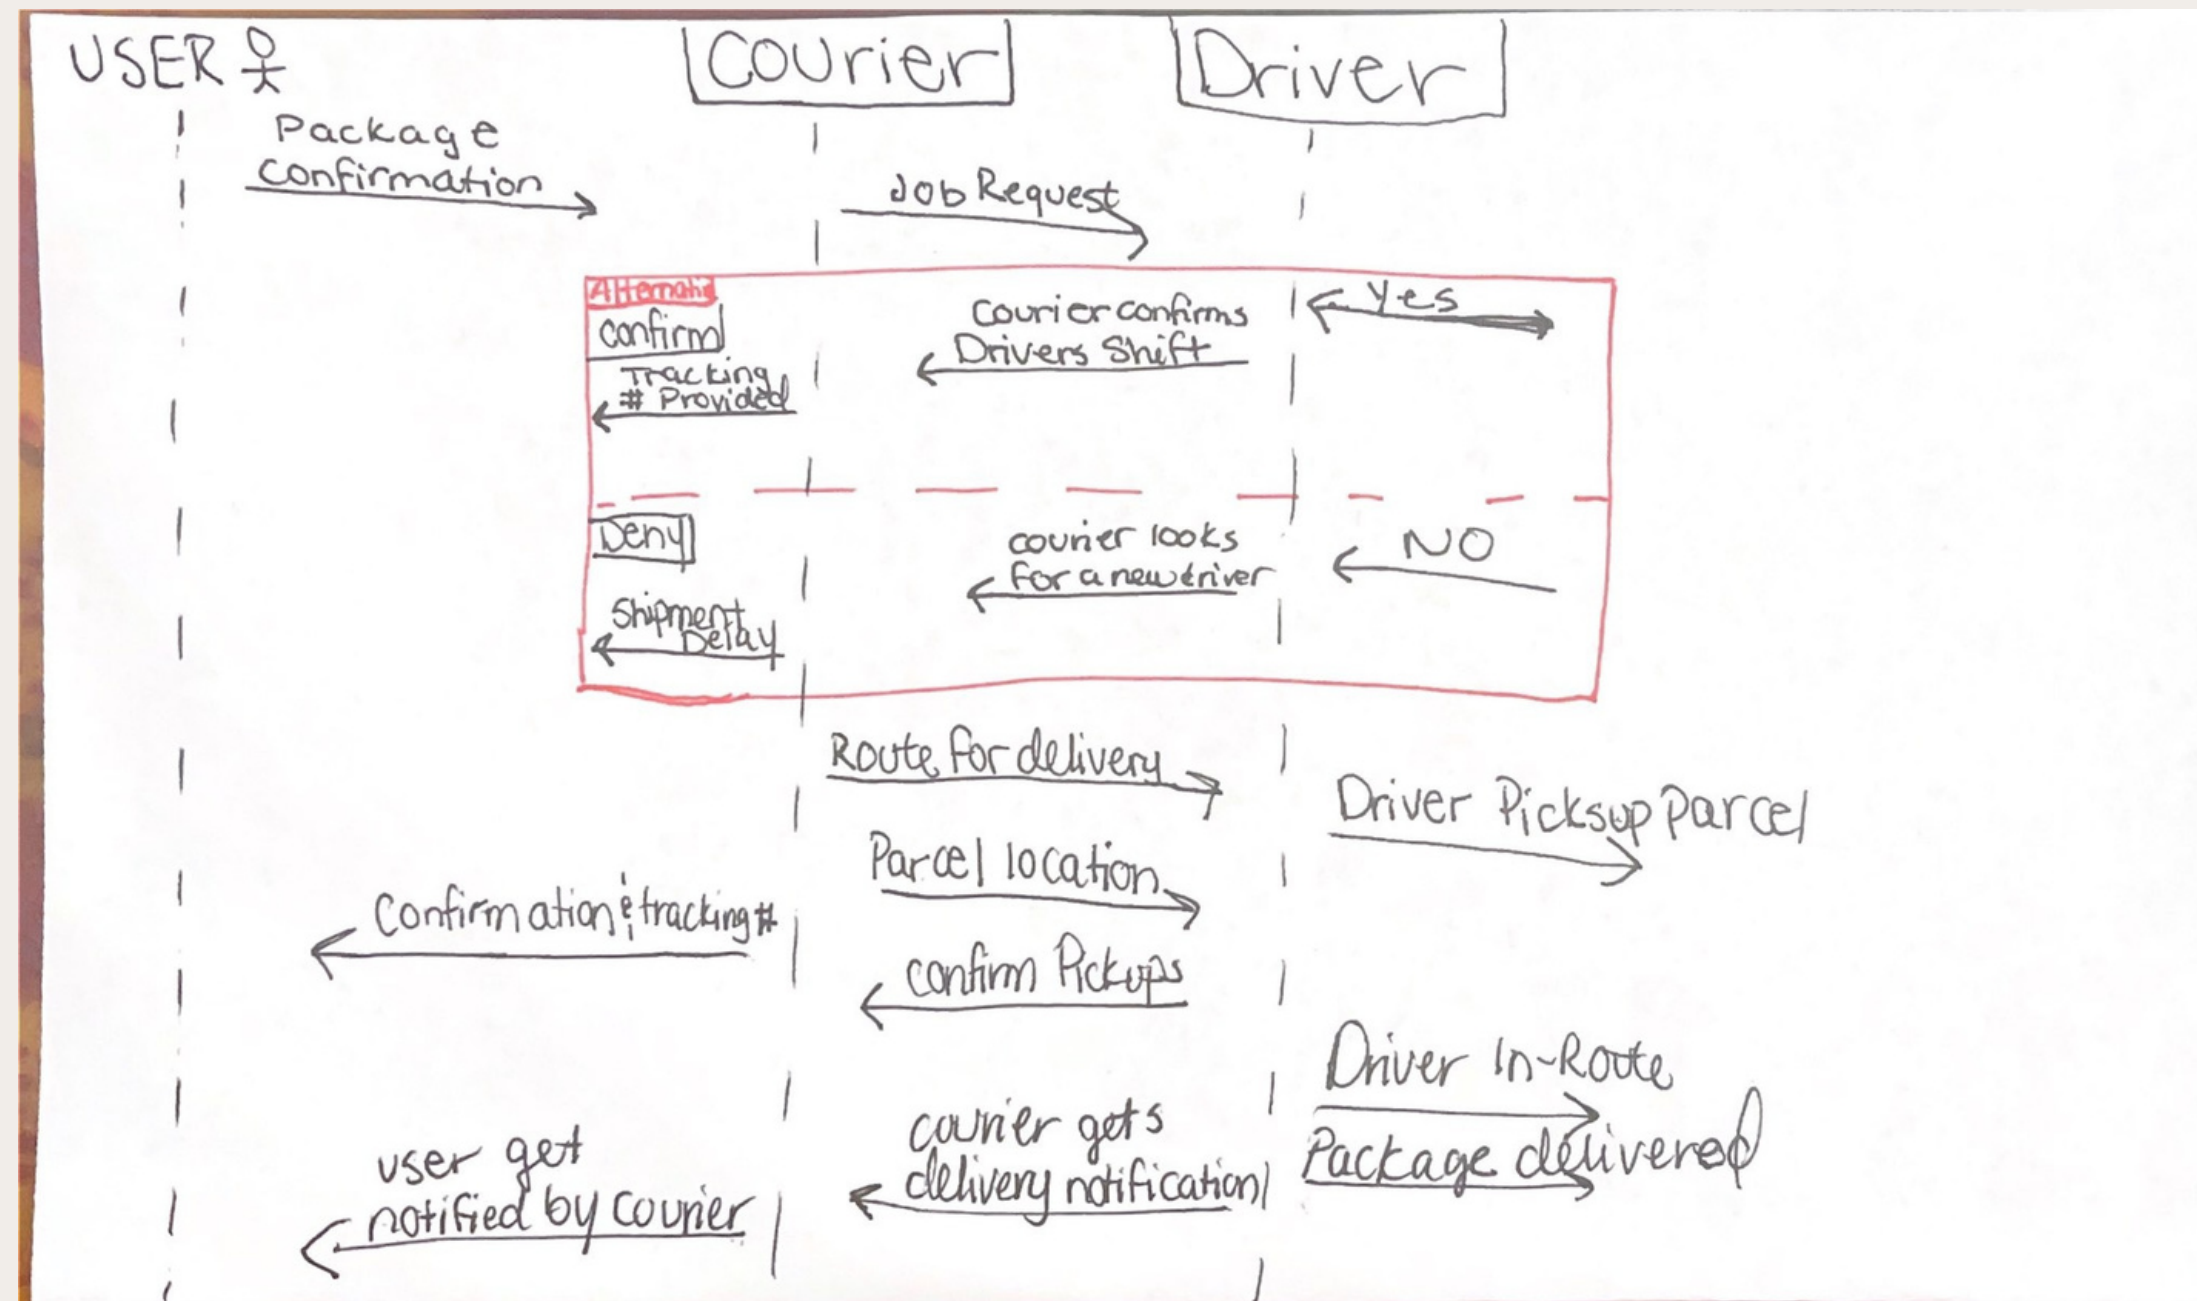 USER
Courier
Driver
Package
Confirmation
Job Request
Alternativ
Confirm
Tracking
# Provided
Courier confirms
Drivers Shift
Yes
Deny
Shipment
Delay
courier looks
for a new driver
NO
Route for delivery
Driver Picksup Parcel
Parcel location
Confirmation & tracking #
confirm Pickups
Driver In-Route
Package delivered
courier gets
delivery notification
user get
notified by courier